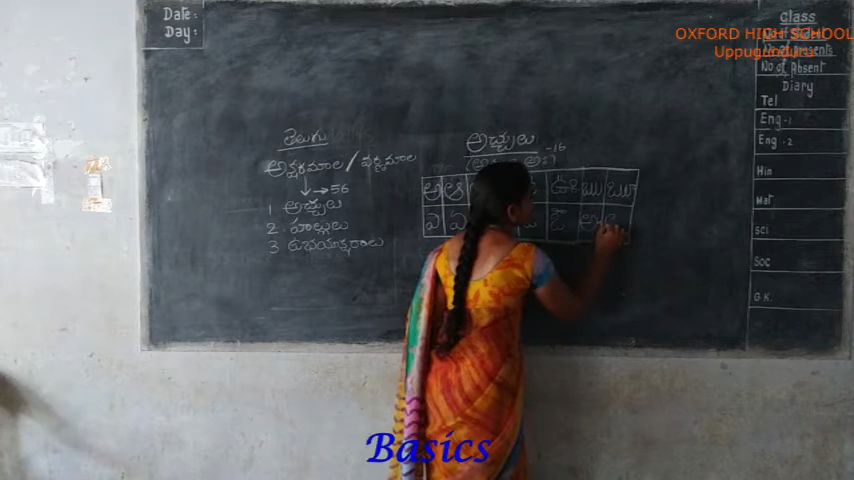 Date:
Day:
OXFORD HIGH SCHOOL
Uppugunduru
Class
No of Absent
Diary
Tel
Eng-1
Eng-2
Hin
Mat
Sci
Soc
G.K.
తెలుగు
అక్షరమాల / వర్ణమాల
↓→56
1 అచ్చులు
2. హల్లులు
3 ఉభయాక్షరాలు
అచ్చులు -16
అ ఆ ఉ ఊ ఋ ౠ
ఎ ఏ ఔ అం
Basics